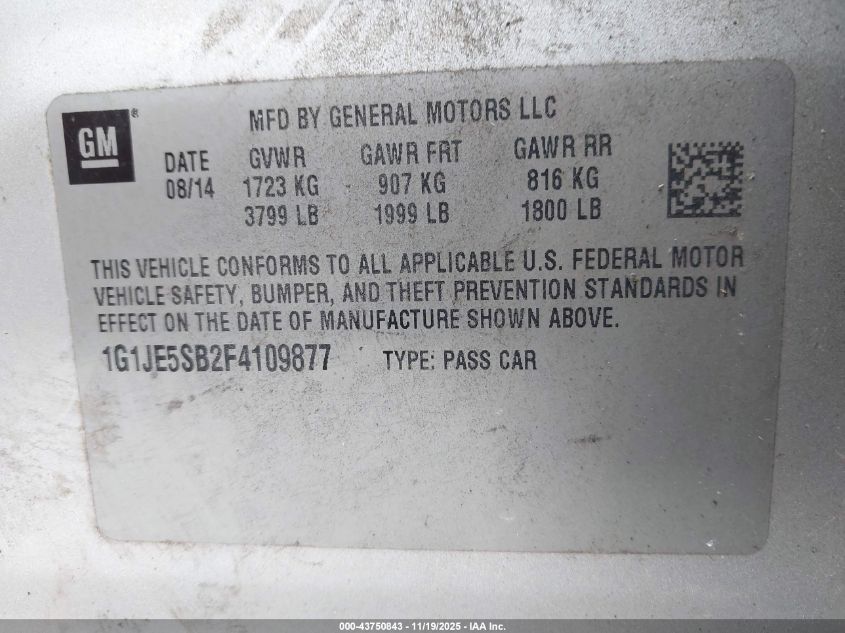 GM ®
MFD BY GENERAL MOTORS LLC
DATE GVWR GAWR FRT GAWR RR
08/14 1723 KG 907 KG 816 KG
3799 LB 1999 LB 1800 LB
THIS VEHICLE CONFORMS TO ALL APPLICABLE U.S. FEDERAL MOTOR
VEHICLE SAFETY, BUMPER, AND THEFT PREVENTION STANDARDS IN
EFFECT ON THE DATE OF MANUFACTURE SHOWN ABOVE.
1G1JE5SB2F4109877 TYPE: PASS CAR
000-43750843 - 11/19/2025 - IAA Inc.